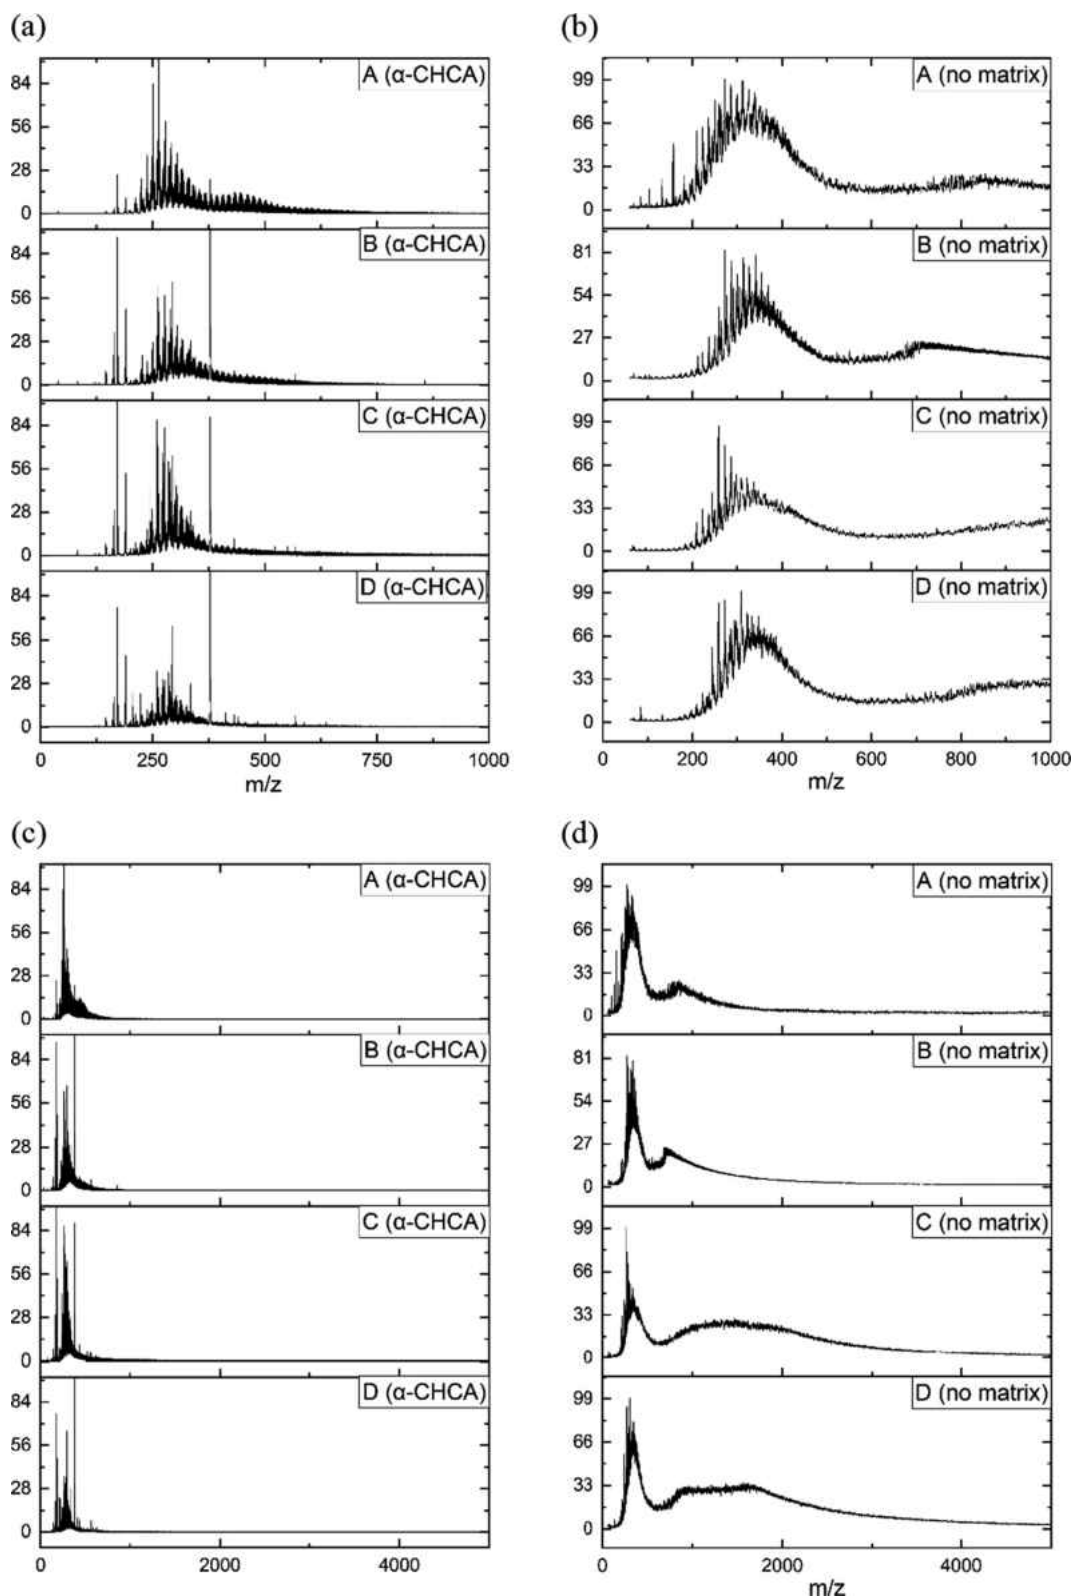 (a)
A (α-CHCA)
84
56
28
0
B (α-CHCA)
84
56
28
0
C (α-CHCA)
84
56
28
0
D (α-CHCA)
84
56
28
0
0 250 500 750 1000
m/z
(b)
A (no matrix)
99
66
33
0
B (no matrix)
81
54
27
0
C (no matrix)
99
66
33
0
D (no matrix)
99
66
33
0
0 200 400 600 800 1000
m/z
(c)
A (α-CHCA)
84
56
28
0
B (α-CHCA)
84
56
28
0
C (α-CHCA)
84
56
28
0
D (α-CHCA)
84
56
28
0
0 2000 4000
(d)
A (no matrix)
99
66
33
0
B (no matrix)
81
54
27
0
C (no matrix)
99
66
33
0
D (no matrix)
99
66
33
0
0 2000 4000
m/z